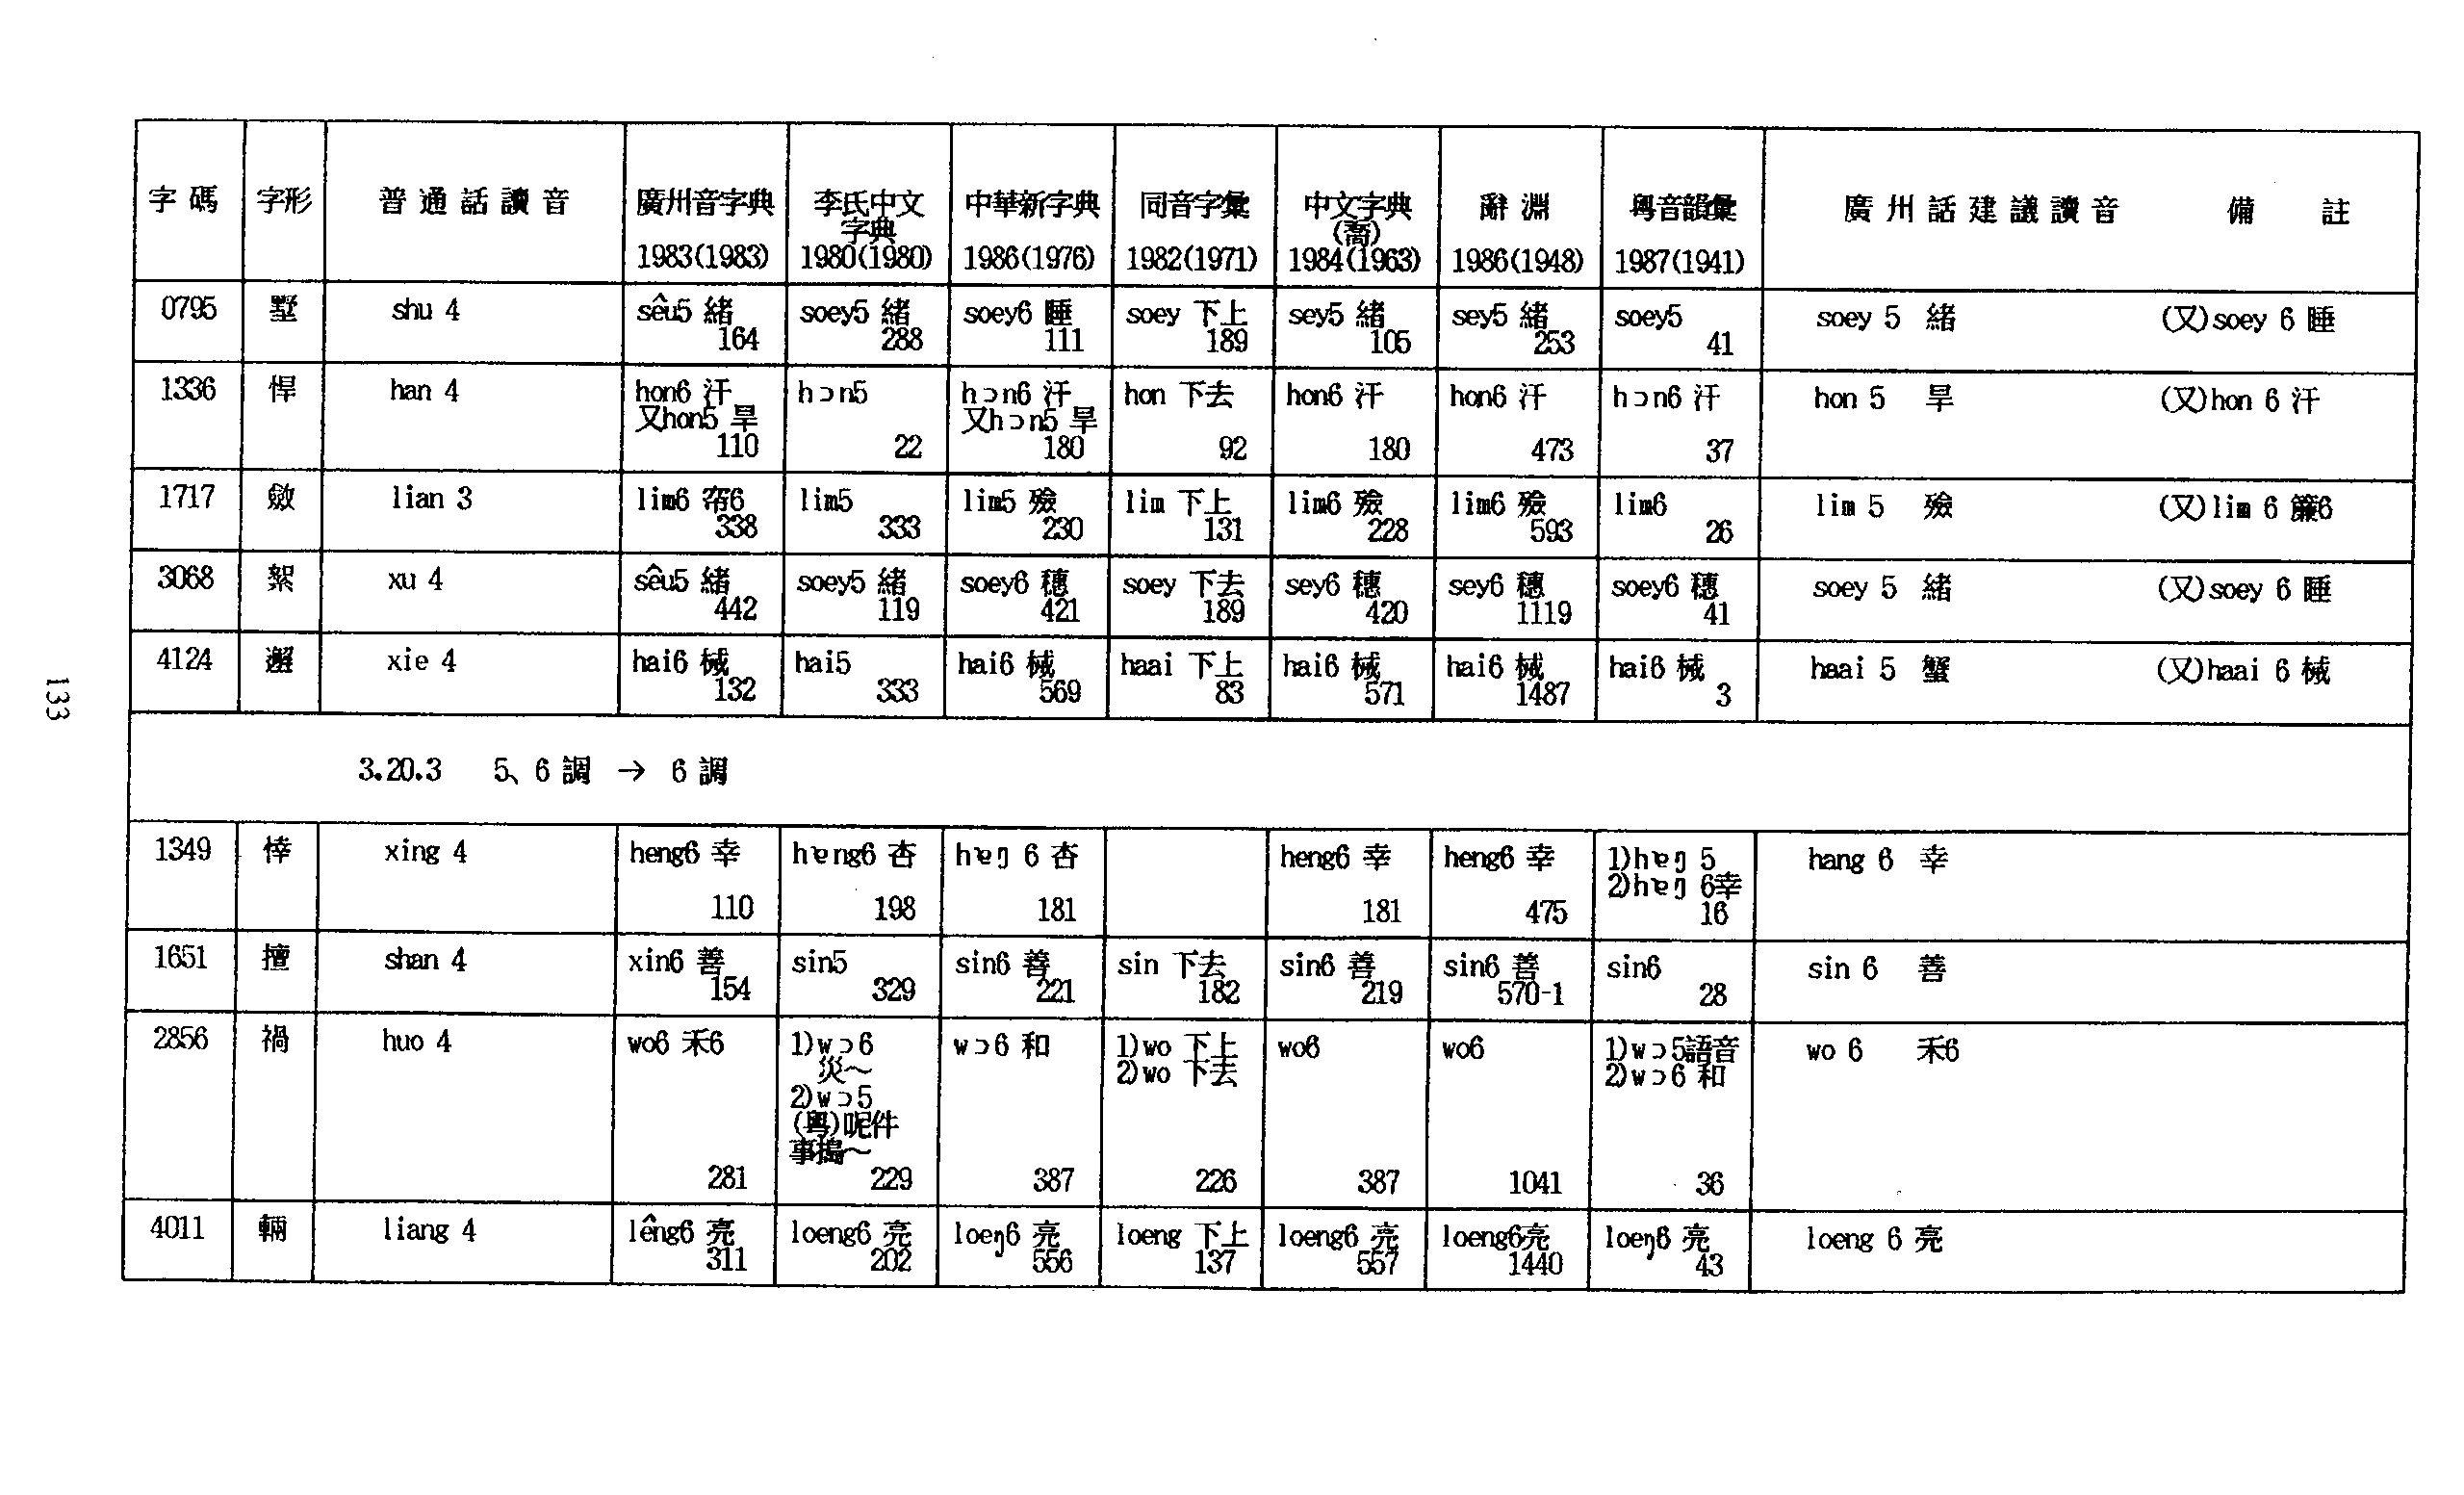 字碼 字形 普通話讀音 廣州音字典 1983(1983) 李氏中文字典 1980(1980) 中華新字典 1986(1976) 同音字彙 1982(1971) 中文字典(喬) 1984(1963) 辭淵 1986(1948) 粤音韻彙 1987(1941) 廣州話建議讀音 備註
0795 墅 shu 4 sêu5 緒 164 soey5 緒 288 soey6 睡 111 soey 下上 189 sey5 緒 105 sey5 緒 253 soey5 41 soey 5 緒 (又)soey 6 睡
1336 悍 han 4 hon6 汗 又hon5 旱 110 hɔn5 22 hɔn6 汗 又hɔn5 旱 180 hon 下去 92 hon6 汗 180 hon6 汗 473 hɔn6 汗 37 hon 5 旱 (又)hon 6 汗
1717 斂 lian 3 lim6 帘6 338 lim5 333 lim5 殮 230 lim 下上 131 lim6 殮 228 lim6 殮 593 lim6 26 lim 5 殮 (又)lim 6 簾6
3068 絮 xu 4 sêu5 緒 442 soey5 緒 119 soey6 穗 421 soey 下去 189 sey6 穗 420 sey6 穗 1119 soey6 穗 41 soey 5 緒 (又)soey 6 睡
4124 邂 xie 4 hai6 械 132 hai5 333 hai6 械 569 haai 下上 83 hai6 械 571 hai6 械 1487 hai6 械 3 haai 5 蟹 (又)haai 6 械
3.20.3 5、6 調 → 6 調
1349 悻 xing 4 heng6 幸 110 hɐng6 杏 198 hɐŋ 6 杏 181 heng6 幸 181 heng6 幸 475 1)hɐŋ 5 2)hɐŋ 6幸 16 hang 6 幸
1651 擅 shan 4 xin6 善 154 sin5 329 sin6 善 221 sin 下去 182 sin6 善 219 sin6 善 570-1 sin6 28 sin 6 善
2856 禍 huo 4 wo6 禾6 281 1)wɔ6 災~ 2)wɔ5 (粤)呢件事搗~ 229 wɔ6 和 387 1)wo 下上 2)wo 下去 226 wo6 387 wo6 1041 1)wɔ5語音 2)wɔ6 和 36 wo 6 禾6
4011 輛 liang 4 lêng6 亮 311 loeng6 亮 202 loeŋ6 亮 556 loeng 下上 137 loeng6 亮 557 loeng6亮 1440 loeŋ6 亮 43 loeng 6 亮
133